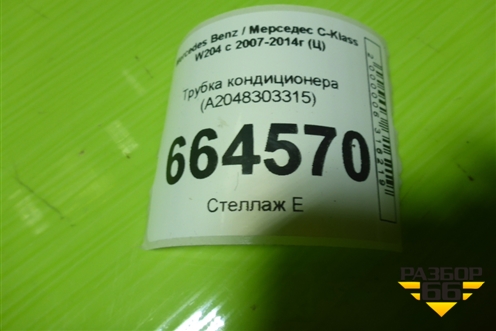 Mercedes Benz / Мерседес C-Klass
W204 с 2007-2014г (Ц)
Трубка кондиционера
(A2048303315)
664570
Стеллаж Е
РАЗБОР
66